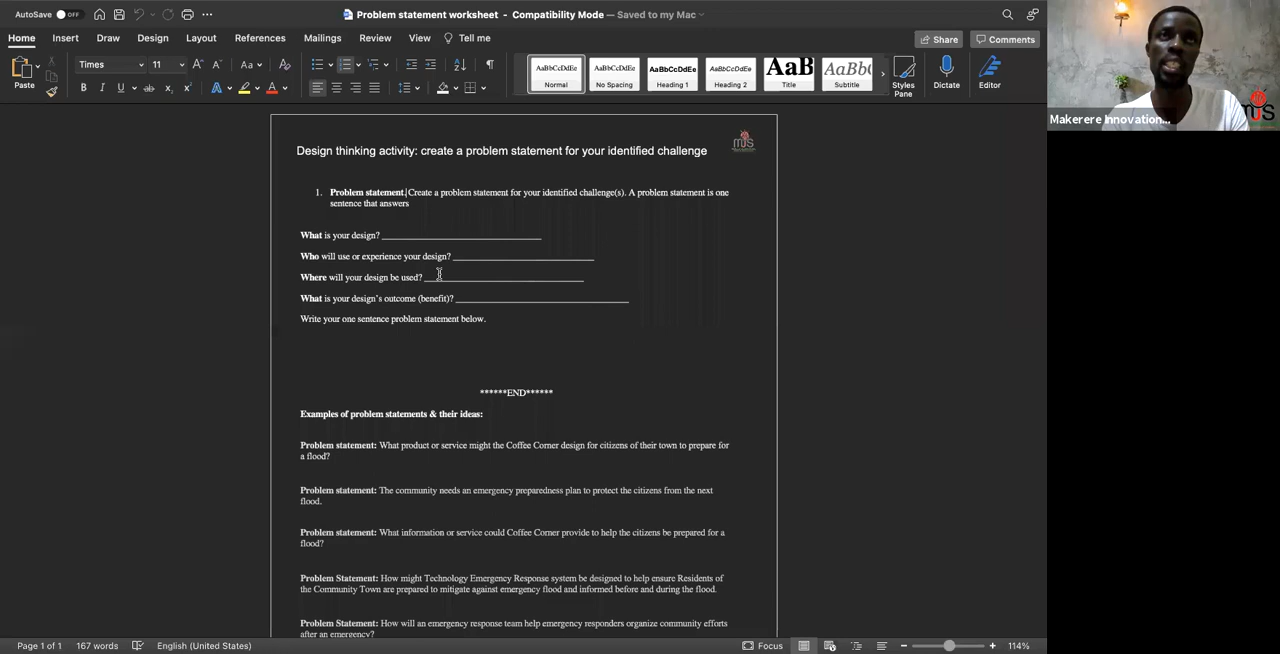 AutoSave OFF
Problem statement worksheet - Compatibility Mode — Saved to my Mac
Home Insert Draw Design Layout References Mailings Review View Tell me
Share Comments
Paste
Times 11
AaBbCcDdEe AaBbCcDdEe AaBbCcDdEe AaBbCcDdEe AaB AaBb(
Normal No Spacing Heading 1 Heading 2 Title Subtitle
Styles Pane
Dictate
Editor
Makerere Innovation...
MIIS
Design thinking activity: create a problem statement for your identified challenge
1. Problem statement. Create a problem statement for your identified challenge(s). A problem statement is one
sentence that answers
What is your design?
Who will use or experience your design?
Where will your design be used?
What is your design's outcome (benefit)?
Write your one sentence problem statement below.
******END******
Examples of problem statements & their ideas:
Problem statement: What product or service might the Coffee Corner design for citizens of their town to prepare for
a flood?
Problem statement: The community needs an emergency preparedness plan to protect the citizens from the next
flood.
Problem statement: What information or service could Coffee Corner provide to help the citizens be prepared for a
flood?
Problem Statement: How might Technology Emergency Response system be designed to help ensure Residents of
the Community Town are prepared to mitigate against emergency flood and informed before and during the flood.
Problem Statement: How will an emergency response team help emergency responders organize community efforts
after an emergency?
Page 1 of 1 167 words English (United States) Focus 114%